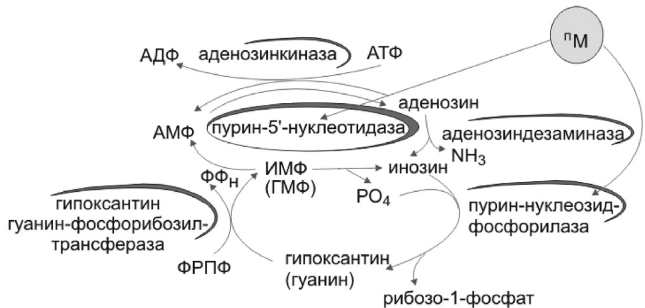 АДФ аденозинкиназа АТФ
пМ
аденозин
АМФ пурин-5'-нуклеотидаза
аденозиндезаминаза
NH3
ФФн ИМФ инозин
(ГМФ)
PO4
гипоксантин
гуанин-фосфорибозил-
трансфераза
пурин-нуклеозид-
фосфорилаза
ФРПФ
гипоксантин
(гуанин)
рибозо-1-фосфат